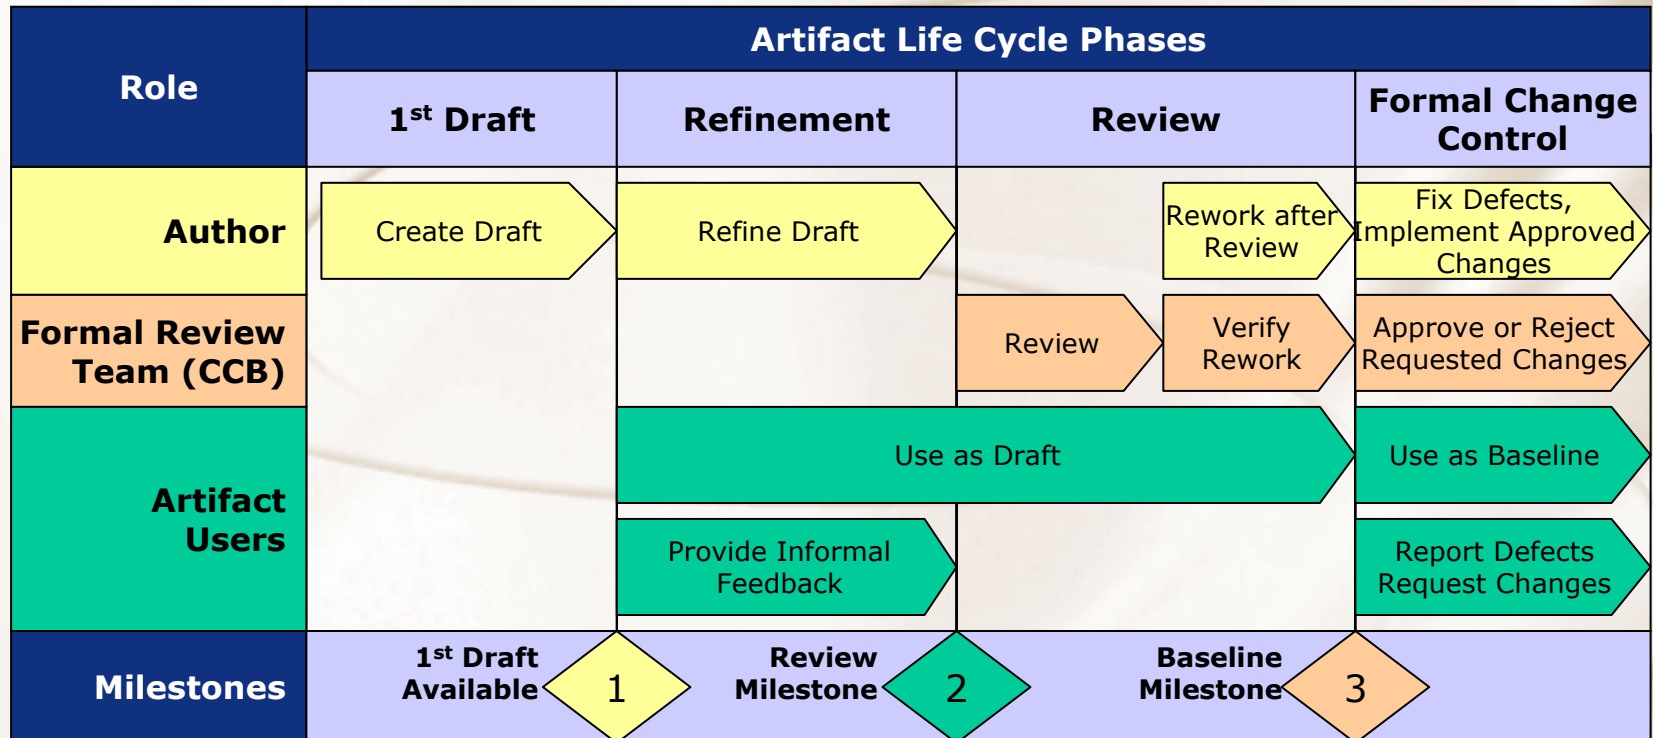 Role
Artifact Life Cycle Phases
1st Draft
Refinement
Review
Formal Change
Control
Author
Create Draft
Refine Draft
Rework after
Review
Fix Defects,
Implement Approved
Changes
Formal Review
Team (CCB)
Review
Verify
Rework
Approve or Reject
Requested Changes
Artifact
Users
Use as Draft
Use as Baseline
Provide Informal
Feedback
Report Defects
Request Changes
Milestones
1st Draft
Available
1
Review
Milestone
2
Baseline
Milestone
3